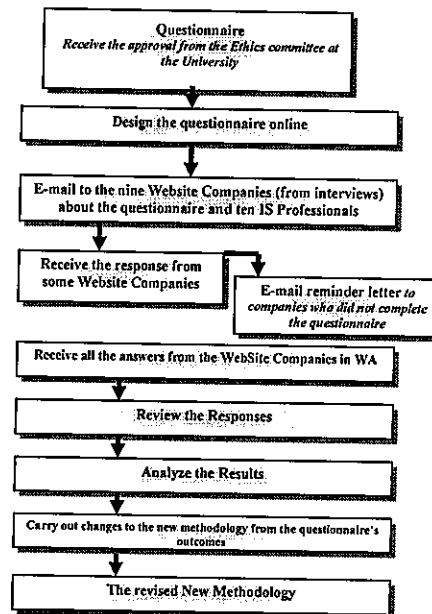 Questionnaire
Receive the approval from the Ethics committee at
the University
Design the questionnaire online
E-mail to the nine Website Companies (from interviews)
about the questionnaire and ten IS Professionals
Receive the response from
some Website Companies
E-mail reminder letter to
companies who did not complete
the questionnaire
Receive all the answers from the WebSite Companies in WA
Review the Responses
Analyze the Results
Carry out changes to the new methodology from the questionnaire's
outcomes
The revised New Methodology